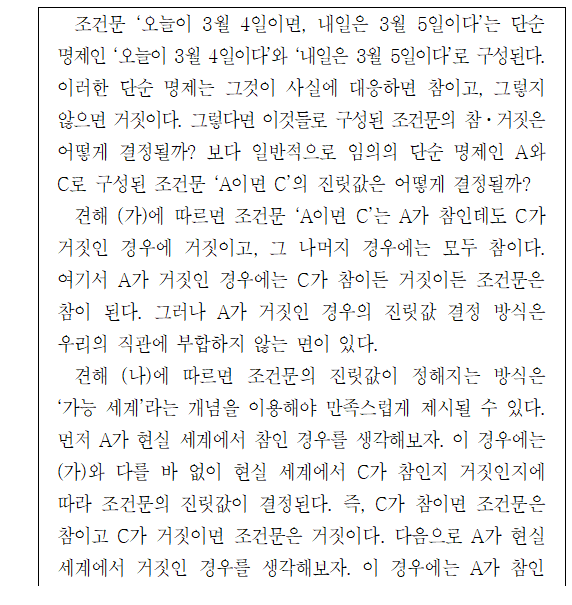 조건문 ‘오늘이 3월 4일이면, 내일은 3월 5일이다’는 단순
명제인 ‘오늘이 3월 4일이다’와 ‘내일은 3월 5일이다’로 구성된다.
이러한 단순 명제는 그것이 사실에 대응하면 참이고, 그렇지
않으면 거짓이다. 그렇다면 이것들로 구성된 조건문의 참・거짓은
어떻게 결정될까? 보다 일반적으로 임의의 단순 명제인 A와
C로 구성된 조건문 ‘A이면 C’의 진릿값은 어떻게 결정될까?
견해 (가)에 따르면 조건문 ‘A이면 C’는 A가 참인데도 C가
거짓인 경우에 거짓이고, 그 나머지 경우에는 모두 참이다.
여기서 A가 거짓인 경우에는 C가 참이든 거짓이든 조건문은
참이 된다. 그러나 A가 거짓인 경우의 진릿값 결정 방식은
우리의 직관에 부합하지 않는 면이 있다.
견해 (나)에 따르면 조건문의 진릿값이 정해지는 방식은
‘가능 세계’라는 개념을 이용해야 만족스럽게 제시될 수 있다.
먼저 A가 현실 세계에서 참인 경우를 생각해보자. 이 경우에는
(가)와 다를 바 없이 현실 세계에서 C가 참인지 거짓인지에
따라 조건문의 진릿값이 결정된다. 즉, C가 참이면 조건문은
참이고 C가 거짓이면 조건문은 거짓이다. 다음으로 A가 현실
세계에서 거짓인 경우를 생각해보자. 이 경우에는 A가 참인